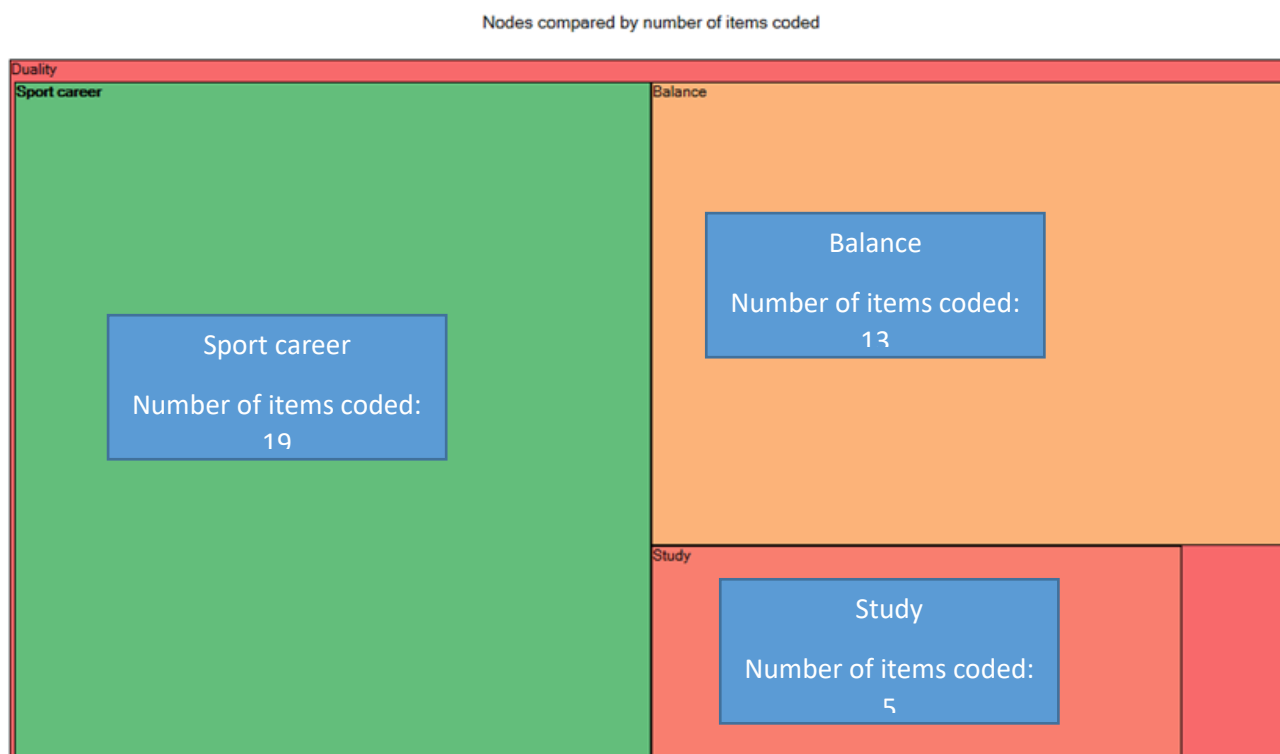 Nodes compared by number of items coded
Duality
Sport career
Balance
Balance
Number of items coded:
13
Sport career
Number of items coded:
19
Study
Study
Number of items coded:
5